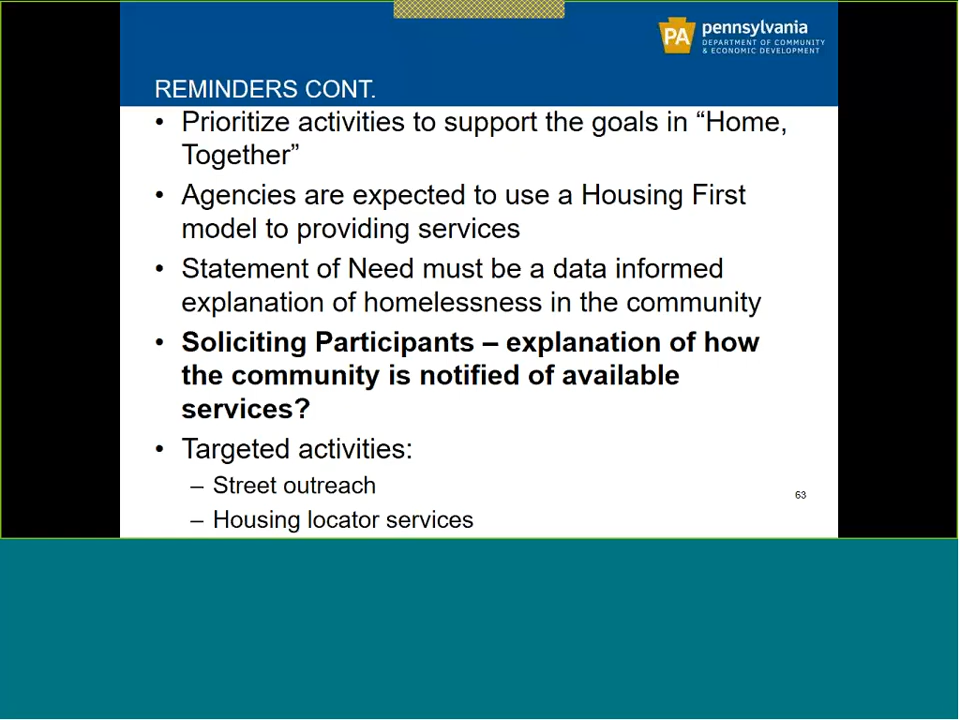 PA
pennsylvania
DEPARTMENT OF COMMUNITY
& ECONOMIC DEVELOPMENT
REMINDERS CONT.
• Prioritize activities to support the goals in “Home,
Together”
• Agencies are expected to use a Housing First
model to providing services
• Statement of Need must be a data informed
explanation of homelessness in the community
• Soliciting Participants – explanation of how
the community is notified of available
services?
• Targeted activities:
– Street outreach
– Housing locator services
63